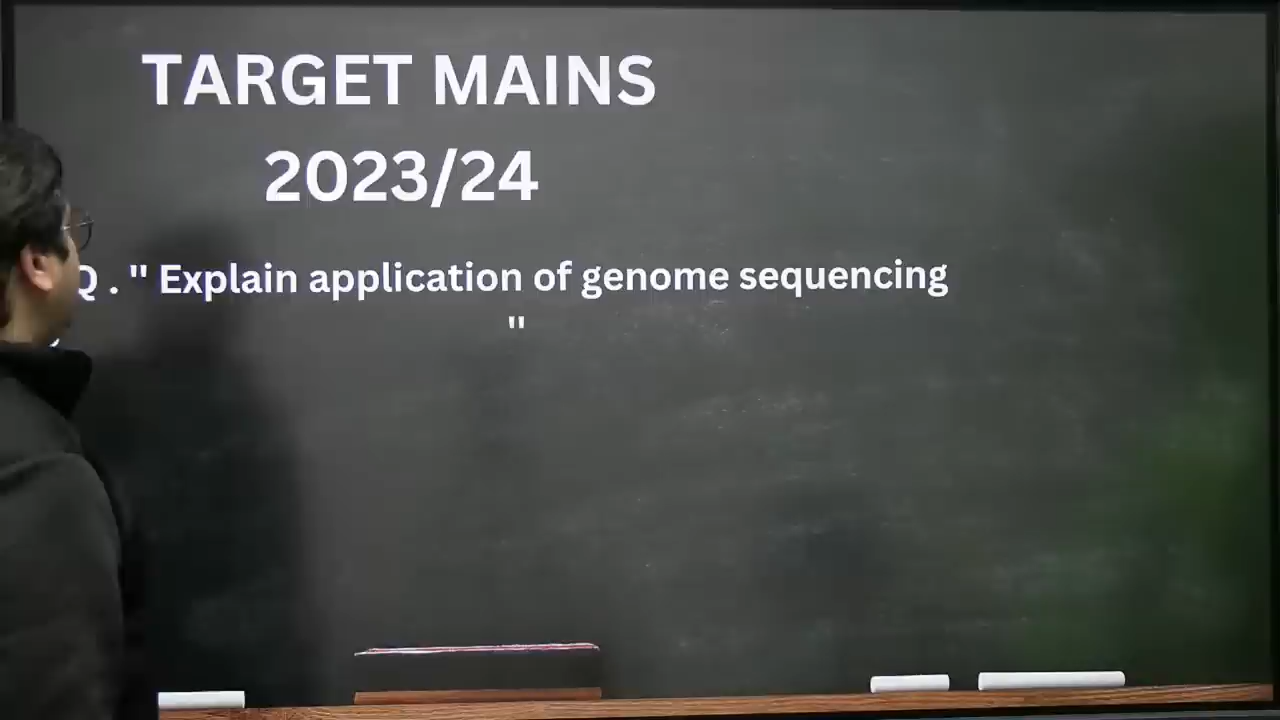 TARGET MAINS
2023/24
Q . " Explain application of genome sequencing
"